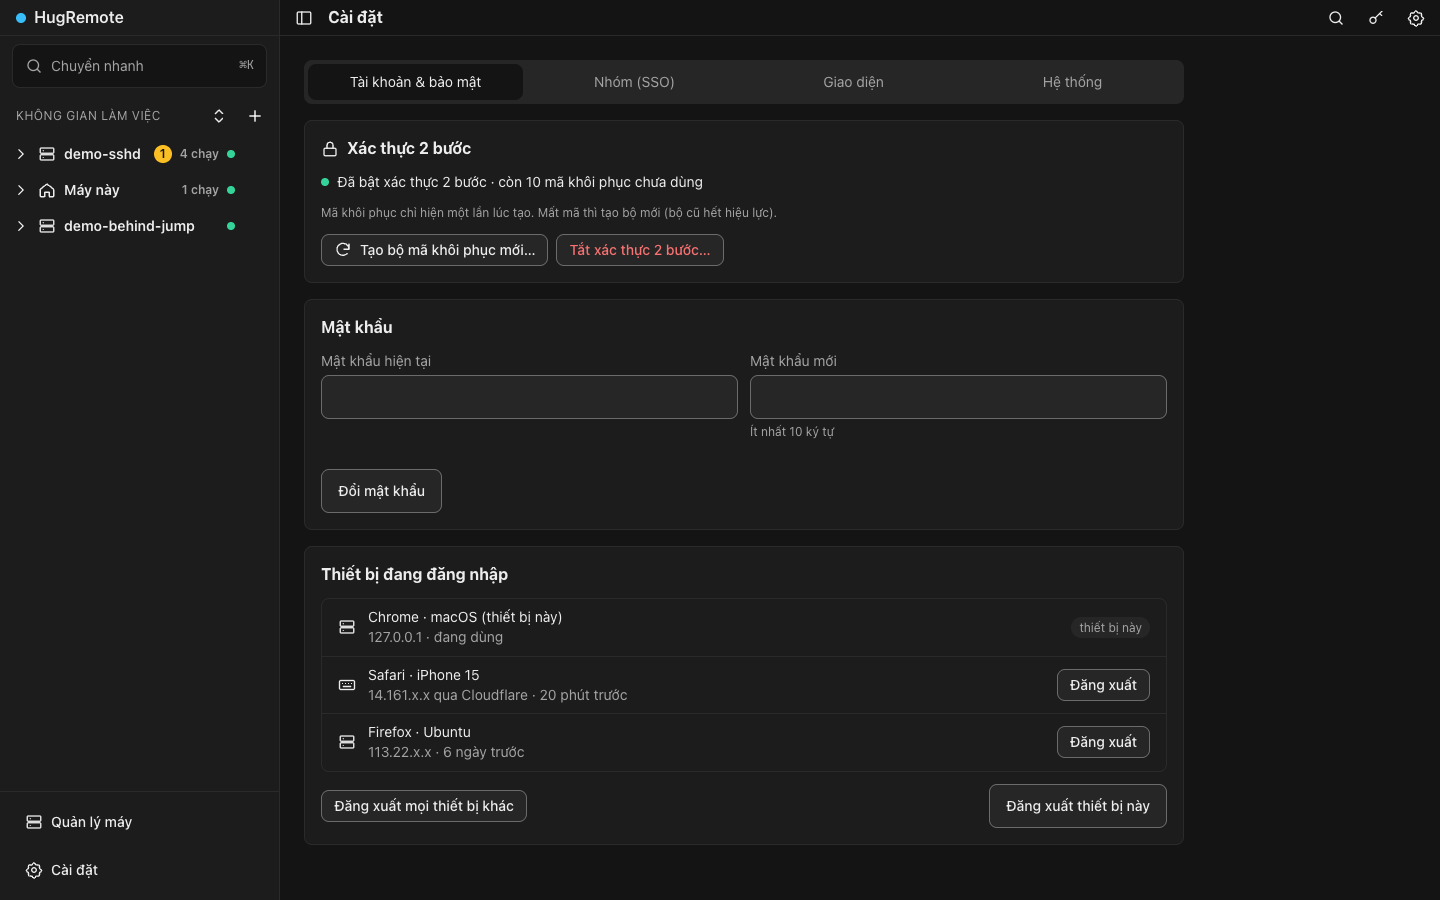 HugRemote
Cài đặt
Chuyển nhanh
⌘K
KHÔNG GIAN LÀM VIỆC
demo-sshd
1
4 chạy
Máy này
1 chạy
demo-behind-jump
Quản lý máy
Cài đặt
Tài khoản & bảo mật
Nhóm (SSO)
Giao diện
Hệ thống
Xác thực 2 bước
Đã bật xác thực 2 bước · còn 10 mã khôi phục chưa dùng
Mã khôi phục chỉ hiện một lần lúc tạo. Mất mã thì tạo bộ mới (bộ cũ hết hiệu lực).
Tạo bộ mã khôi phục mới...
Tắt xác thực 2 bước...
Mật khẩu
Mật khẩu hiện tại
Mật khẩu mới
Ít nhất 10 ký tự
Đổi mật khẩu
Thiết bị đang đăng nhập
Chrome · macOS (thiết bị này)
127.0.0.1 · đang dùng
thiết bị này
Safari · iPhone 15
14.161.x.x qua Cloudflare · 20 phút trước
Đăng xuất
Firefox · Ubuntu
113.22.x.x · 6 ngày trước
Đăng xuất
Đăng xuất mọi thiết bị khác
Đăng xuất thiết bị này